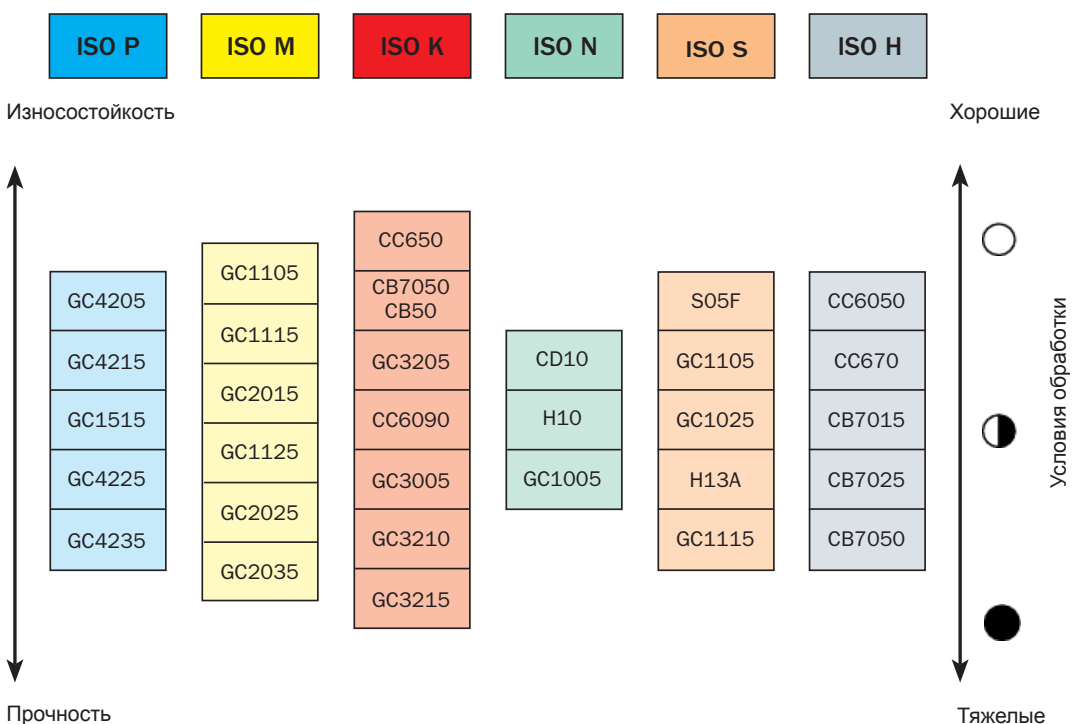 ISO P
ISO M
ISO K
ISO N
ISO S
ISO H
Износостойкость
Хорошие
GC4205
GC4215
GC1515
GC4225
GC4235
GC1105
GC1115
GC2015
GC1125
GC2025
GC2035
CC650
CB7050
CB50
GC3205
CC6090
GC3005
GC3210
GC3215
CD10
H10
GC1005
S05F
GC1105
GC1025
H13A
GC1115
CC6050
CC670
CB7015
CB7025
CB7050
Условия обработки
Прочность
Тяжелые